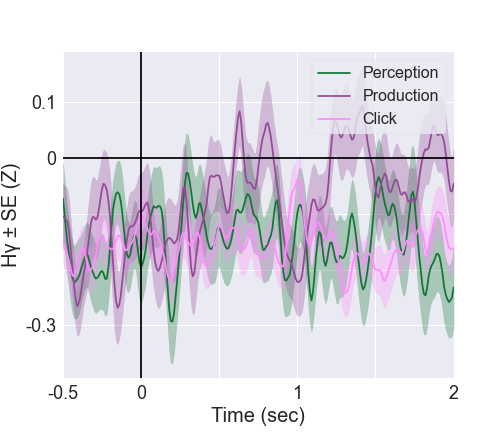 Perception
Production
Click
0.1
0
-0.3
Hγ ± SE (Z)
-0.5
0
1
2
Time (sec)